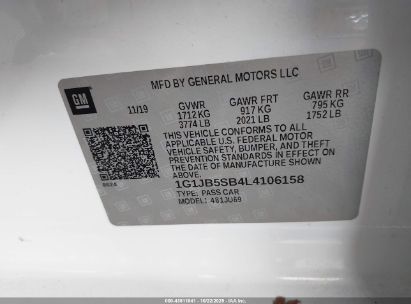 MFD BY GENERAL MOTORS LLC
GM
11/19 GVWR GAWR FRT GAWR RR
1712 KG 917 KG 795 KG
3774 LB 2021 LB 1752 LB
THIS VEHICLE CONFORMS TO ALL
APPLICABLE U.S. FEDERAL MOTOR
VEHICLE SAFETY, BUMPER, AND THEFT
PREVENTION STANDARDS IN EFFECT ON
THE DATE OF MANUFACTURE SHOWN
ABOVE.
1G1JB5SB4L4106158
TYPE: PASS CAR
MODEL: 481JU69